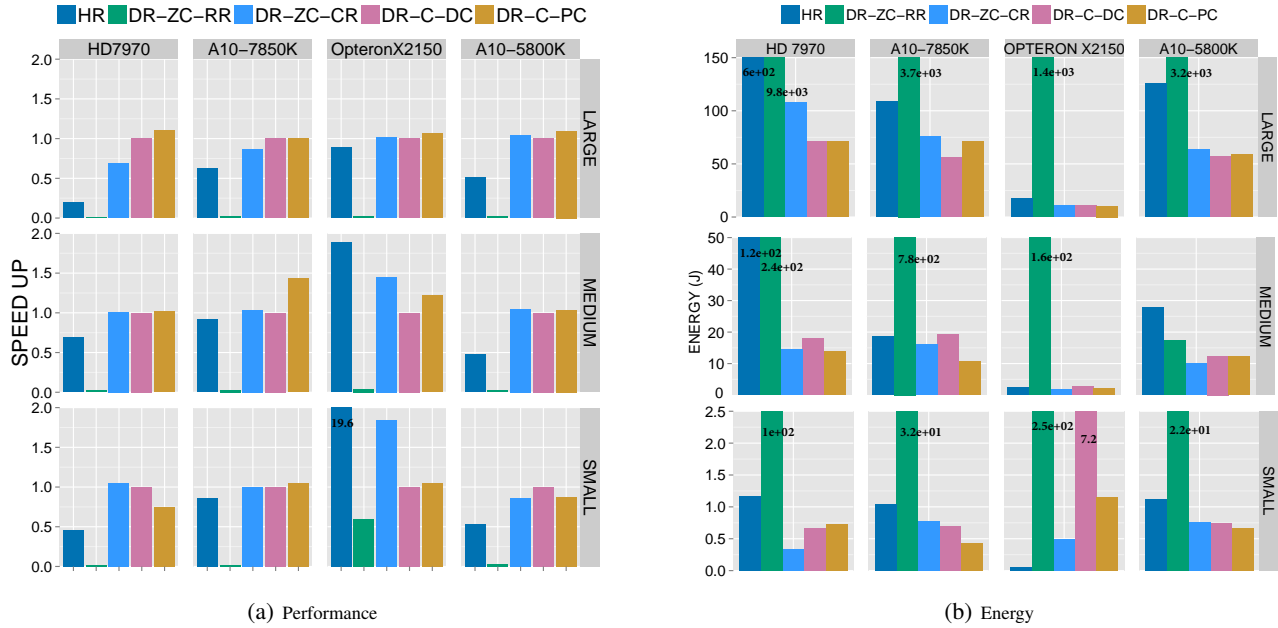 HR DR-ZC-RR DR-ZC-CR DR-C-DC DR-C-PC
HD7970 A10-7850K OpteronX2150 A10-5800K
SPEED UP
2.0
1.5
1.0
0.5
0.0
LARGE
2.0
1.5
1.0
0.5
0.0
MEDIUM
2.0
19.6
1.5
1.0
0.5
0.0
SMALL
(a) Performance
HR DR-ZC-RR DR-ZC-CR DR-C-DC DR-C-PC
HD 7970 A10-7850K OPTERON X2150 A10-5800K
ENERGY (J)
150
6e+02 3.7e+03 1.4e+03 3.2e+03
9.8e+03
100
50
0
LARGE
50
1.2e+02 7.8e+02 1.6e+02
2.4e+02
40
30
20
10
0
MEDIUM
2.5
1e+02 3.2e+01 2.5e+02 7.2 2.2e+01
2.0
1.5
1.0
0.5
0.0
SMALL
(b) Energy